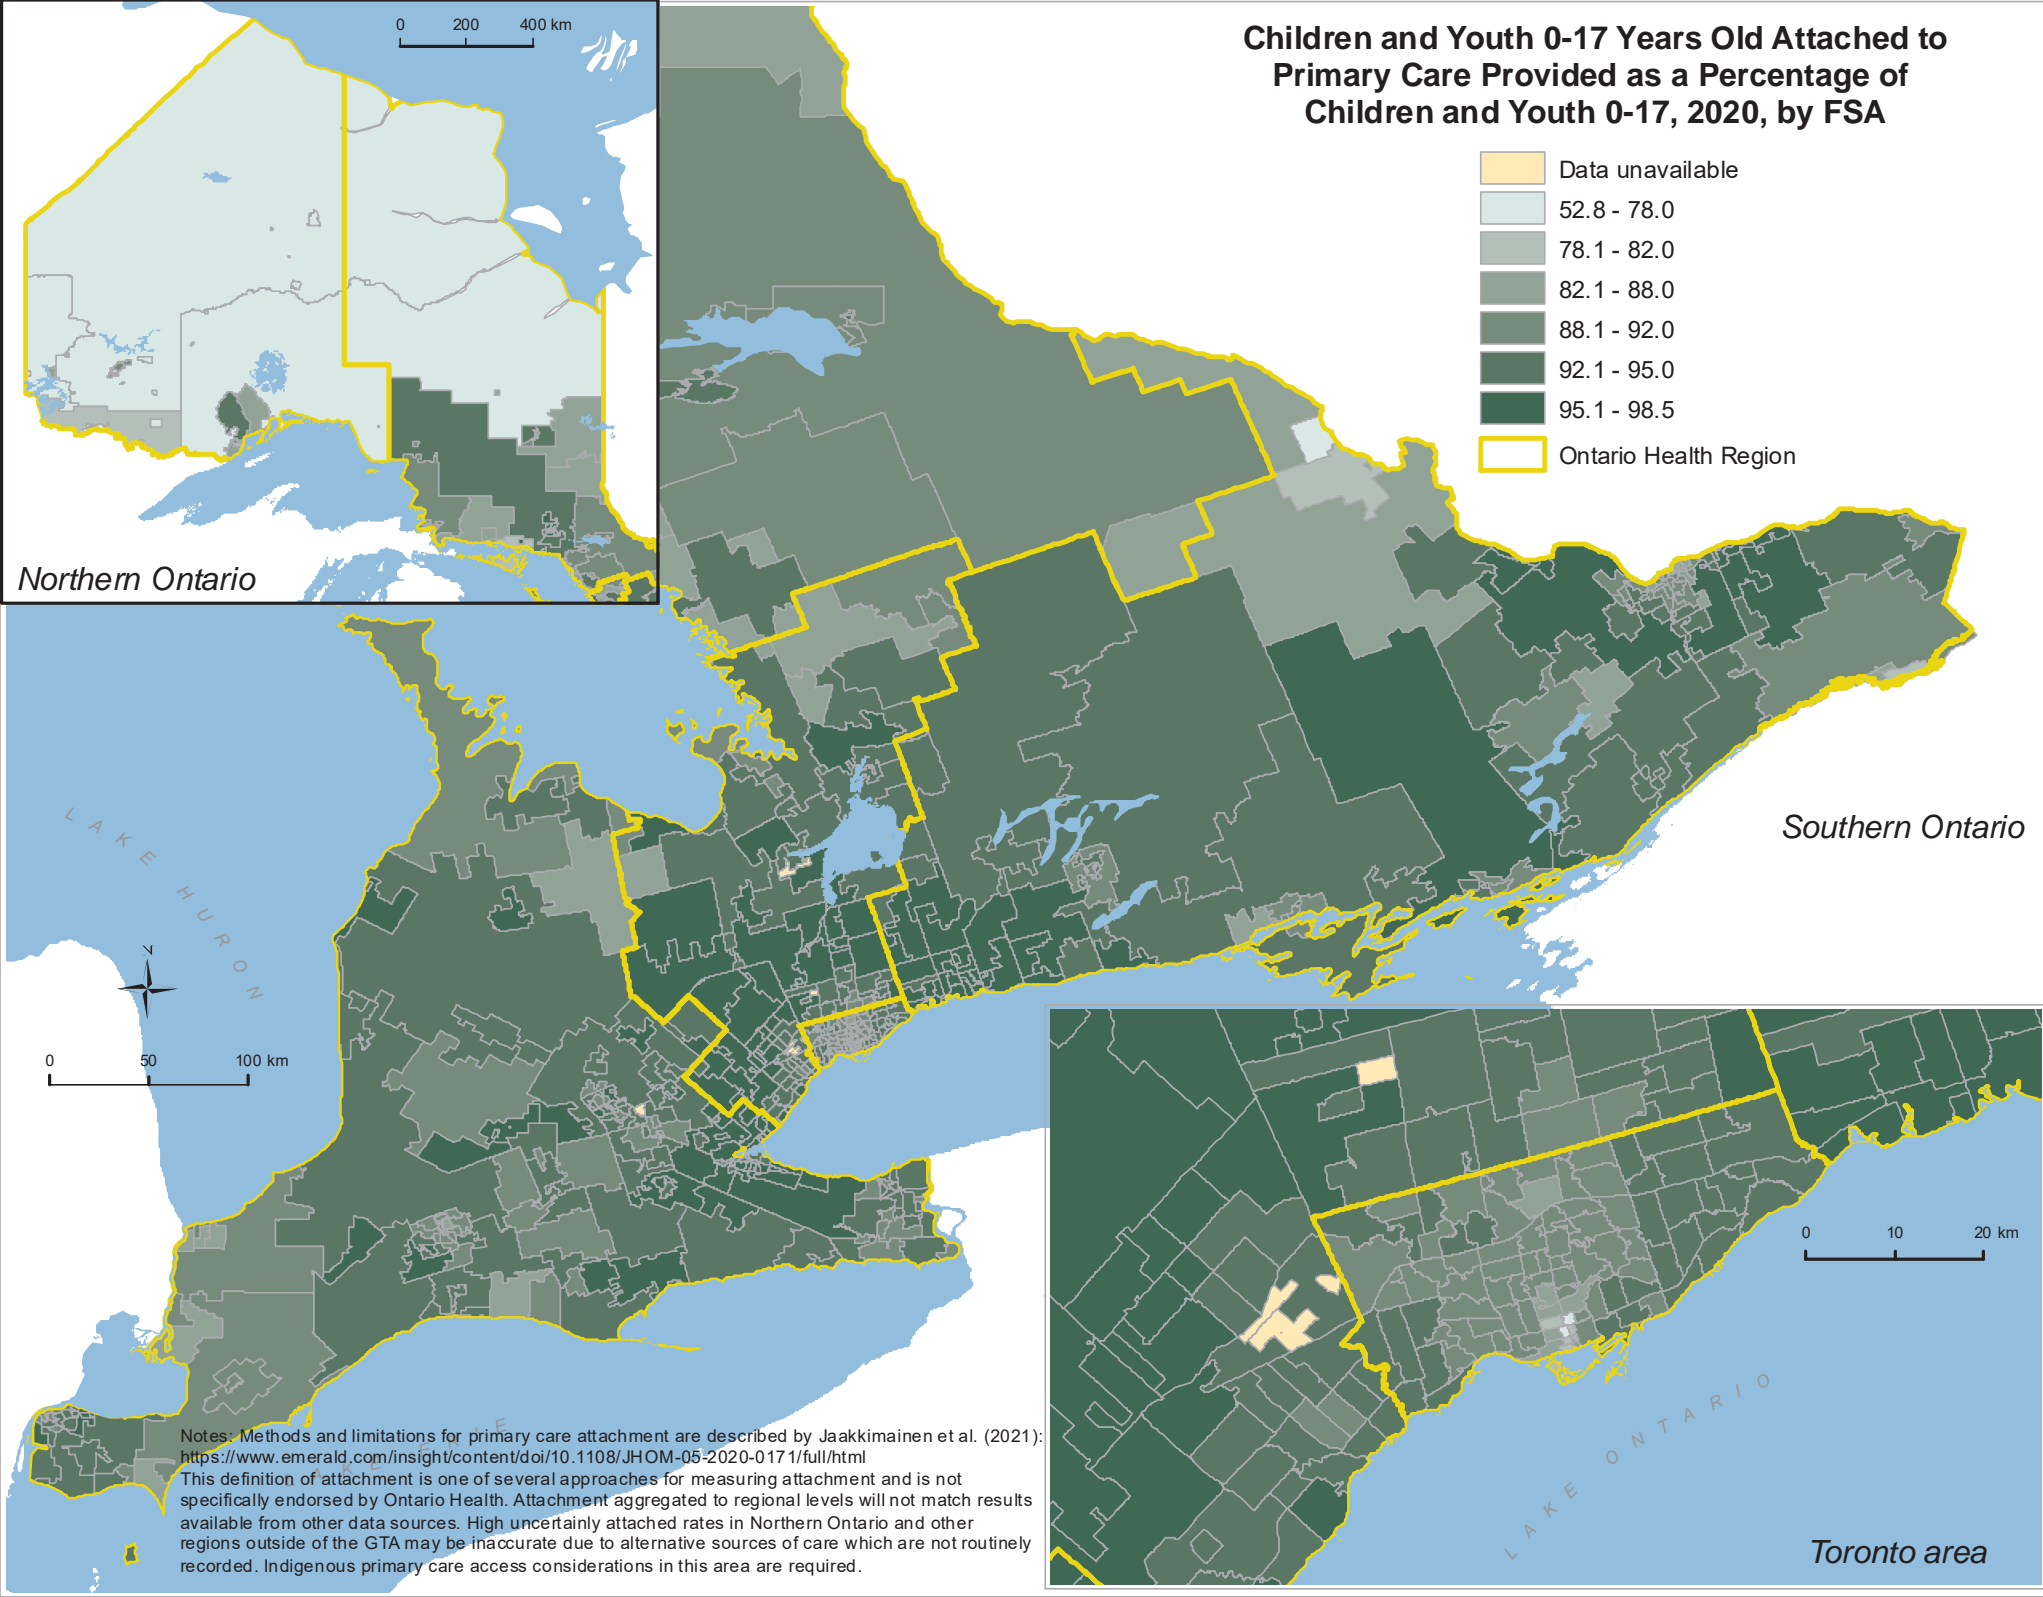 Children and Youth 0-17 Years Old Attached to
Primary Care Provided as a Percentage of
Children and Youth 0-17, 2020, by FSA
Data unavailable
52.8 - 78.0
78.1 - 82.0
82.1 - 88.0
88.1 - 92.0
92.1 - 95.0
95.1 - 98.5
Ontario Health Region
0 200 400 km
Northern Ontario
Southern Ontario
LAKE HURON
N
0 50 100 km
LAKE ERIE
0 10 20 km
LAKE ONTARIO
Toronto area
Notes: Methods and limitations for primary care attachment are described by Jaakkimainen et al. (2021):
https://www.emerald.com/insight/content/doi/10.1108/JHOM-05-2020-0171/full/html
This definition of attachment is one of several approaches for measuring attachment and is not
specifically endorsed by Ontario Health. Attachment aggregated to regional levels will not match results
available from other data sources. High uncertainly attached rates in Northern Ontario and other
regions outside of the GTA may be inaccurate due to alternative sources of care which are not routinely
recorded. Indigenous primary care access considerations in this area are required.